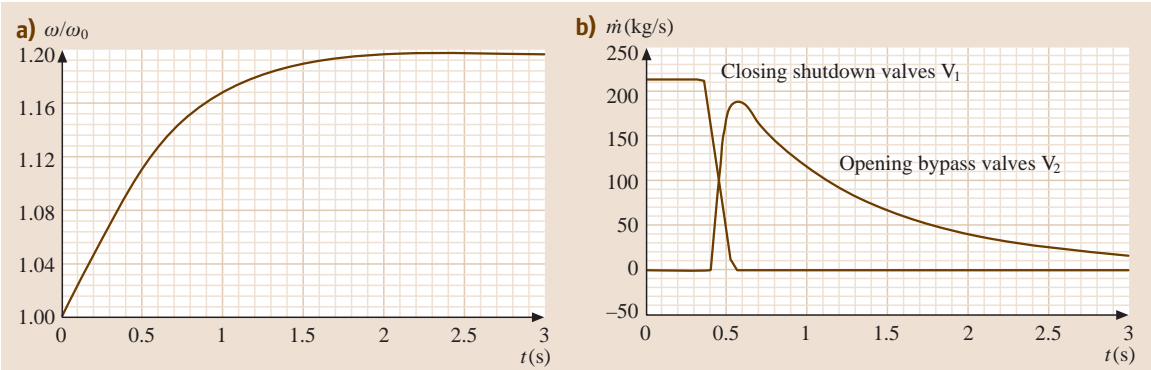 a) ω/ω₀
1.20
1.16
1.12
1.08
1.04
1.00
0 0.5 1 1.5 2 2.5 3
t(s)
b) ṁ(kg/s)
250
200
150
100
50
0
–50
Closing shutdown valves V₁
Opening bypass valves V₂
0 0.5 1 1.5 2 2.5 3
t(s)